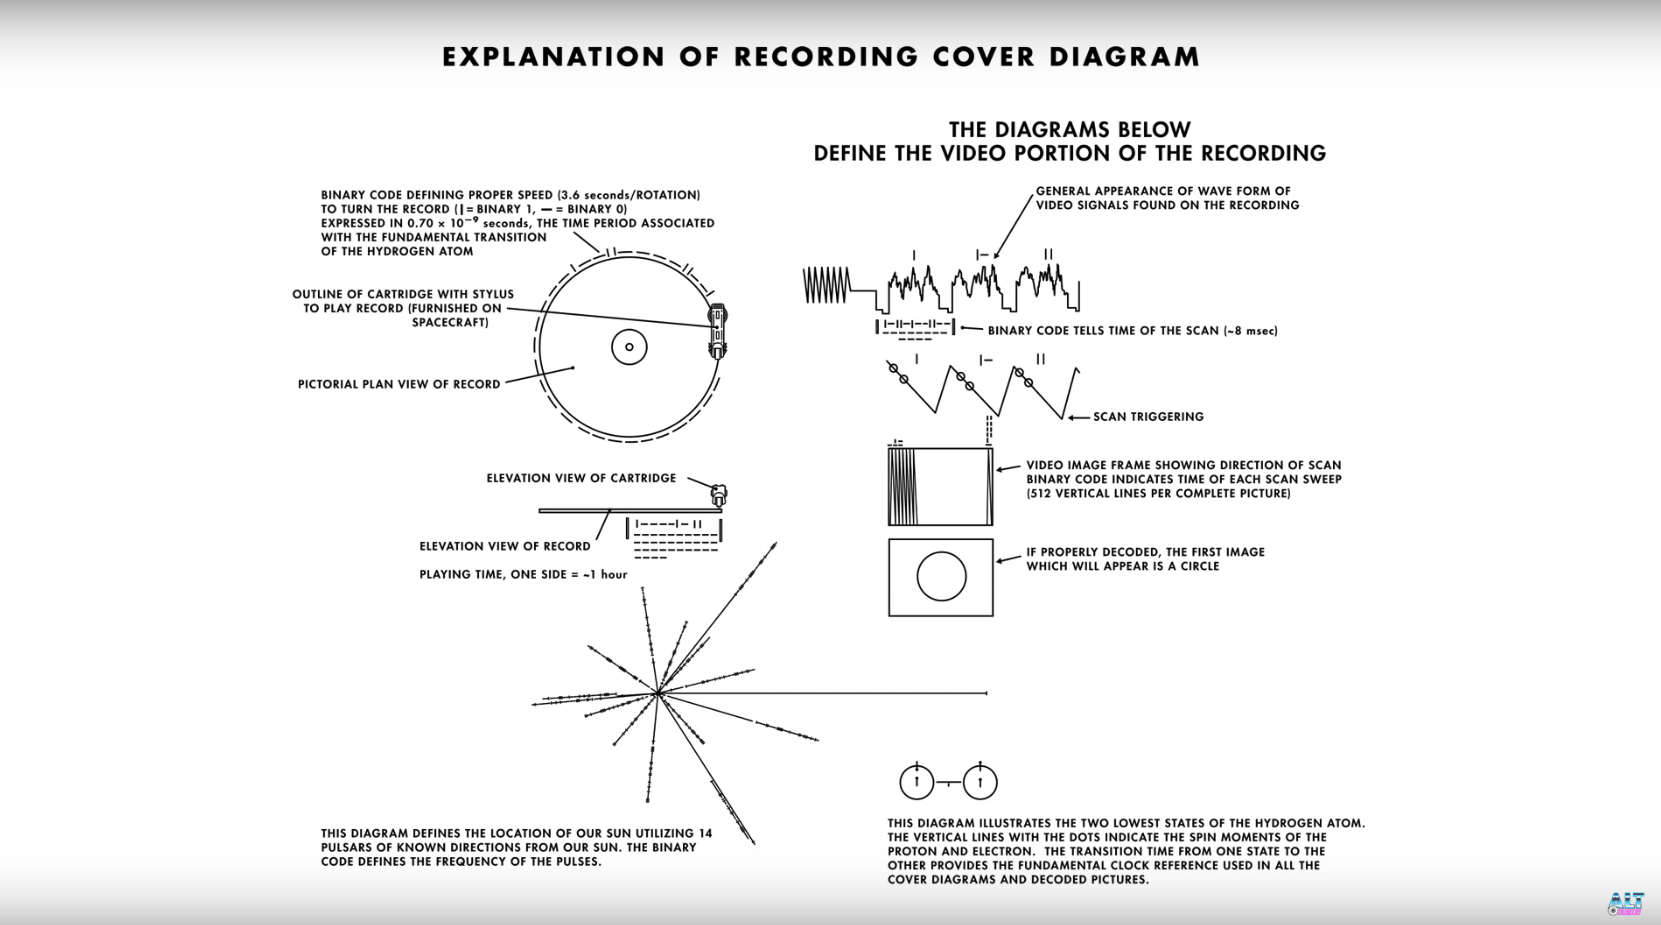 EXPLANATION OF RECORDING COVER DIAGRAM
BINARY CODE DEFINING PROPER SPEED (3.6 seconds/ROTATION)
TO TURN THE RECORD (|= BINARY 1, — = BINARY 0)
EXPRESSED IN 0.70 × 10⁻⁹ seconds, THE TIME PERIOD ASSOCIATED
WITH THE FUNDAMENTAL TRANSITION
OF THE HYDROGEN ATOM
OUTLINE OF CARTRIDGE WITH STYLUS
TO PLAY RECORD (FURNISHED ON
SPACECRAFT)
PICTORIAL PLAN VIEW OF RECORD
ELEVATION VIEW OF CARTRIDGE
ELEVATION VIEW OF RECORD
PLAYING TIME, ONE SIDE = ~1 hour
THIS DIAGRAM DEFINES THE LOCATION OF OUR SUN UTILIZING 14
PULSARS OF KNOWN DIRECTIONS FROM OUR SUN. THE BINARY
CODE DEFINES THE FREQUENCY OF THE PULSES.
THE DIAGRAMS BELOW
DEFINE THE VIDEO PORTION OF THE RECORDING
GENERAL APPEARANCE OF WAVE FORM OF
VIDEO SIGNALS FOUND ON THE RECORDING
BINARY CODE TELLS TIME OF THE SCAN (~8 msec)
SCAN TRIGGERING
VIDEO IMAGE FRAME SHOWING DIRECTION OF SCAN
BINARY CODE INDICATES TIME OF EACH SCAN SWEEP
(512 VERTICAL LINES PER COMPLETE PICTURE)
IF PROPERLY DECODED, THE FIRST IMAGE
WHICH WILL APPEAR IS A CIRCLE
THIS DIAGRAM ILLUSTRATES THE TWO LOWEST STATES OF THE HYDROGEN ATOM.
THE VERTICAL LINES WITH THE DOTS INDICATE THE SPIN MOMENTS OF THE
PROTON AND ELECTRON. THE TRANSITION TIME FROM ONE STATE TO THE
OTHER PROVIDES THE FUNDAMENTAL CLOCK REFERENCE USED IN ALL THE
COVER DIAGRAMS AND DECODED PICTURES.
ALT